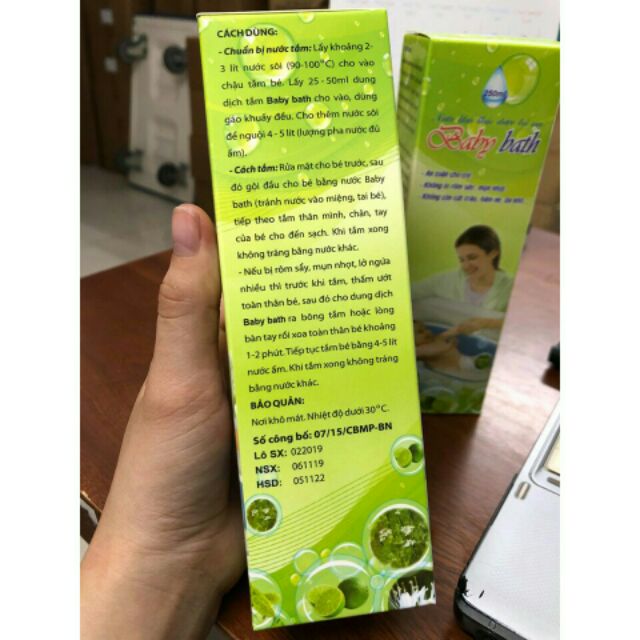 CÁCH DÙNG:
- Chuẩn bị nước tắm: Lấy khoảng 2-
3 lít nước sôi (90-100°C) cho vào
chậu tắm bé. Lấy 25 - 50ml dung
dịch tắm Baby bath cho vào, dùng
gáo khuấy đều. Cho thêm nước sôi
để nguội 4 - 5 lít (lượng pha nước đủ
ấm).
- Cách tắm: Rửa mặt cho bé trước, sau
đó gội đầu cho bé bằng nước Baby
bath (tránh nước vào miệng, tai bé),
tiếp theo tắm thân mình, chân, tay
của bé cho đến sạch. Khi tắm xong
không tráng bằng nước khác.
- Nếu bị rôm sẩy, mụn nhọt, lở ngứa
nhiều thì trước khi tắm, thấm ướt
toàn thân bé, sau đó cho dung dịch
Baby bath ra bông tắm hoặc lòng
bàn tay rồi xoa toàn thân bé khoảng
1-2 phút. Tiếp tục tắm bé bằng 4-5 lít
nước ấm. Khi tắm xong không tráng
bằng nước khác.
BẢO QUẢN:
Nơi khô mát. Nhiệt độ dưới 30°C.
Số công bố: 07/15/CBMP-BN
Lô SX: 022019
NSX: 061119
HSD: 051122
250ml
Baby bath
- An toàn cho trẻ